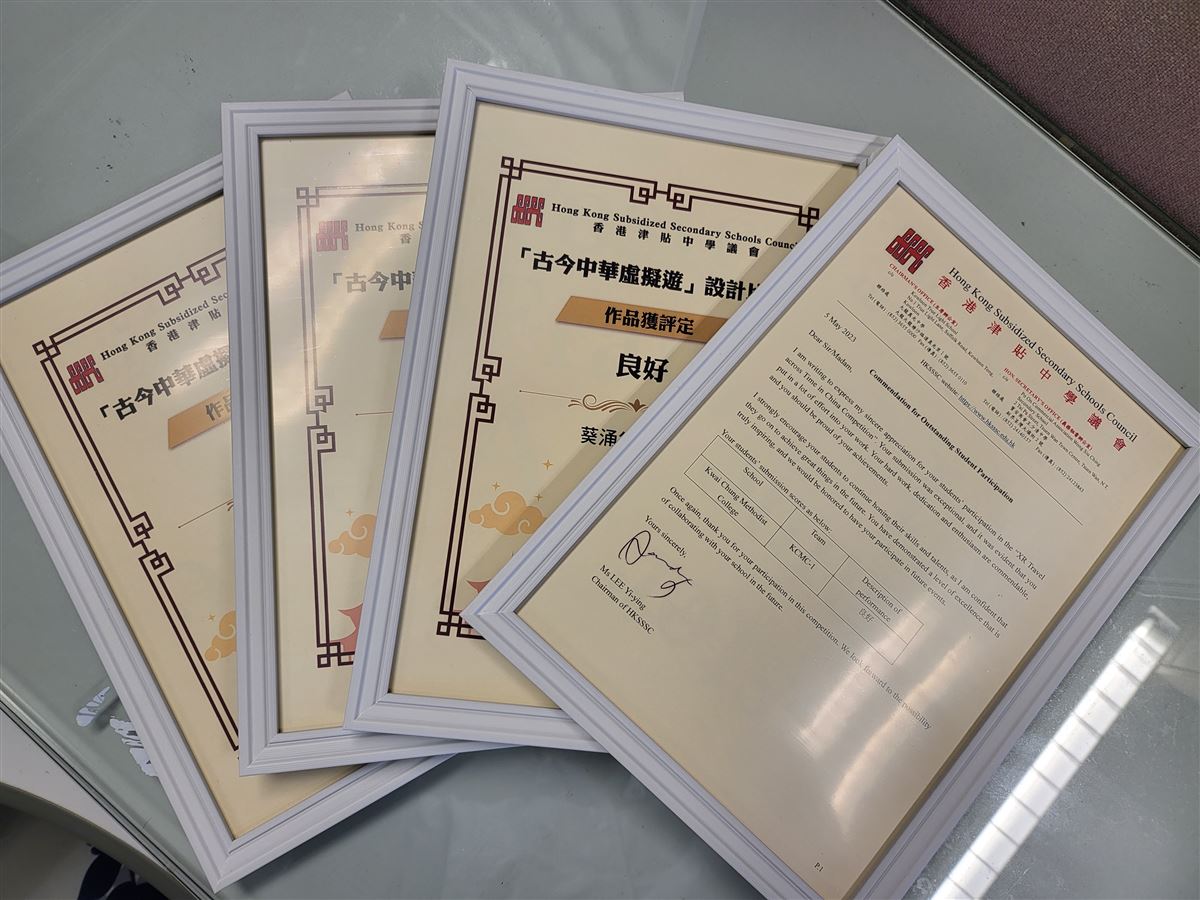 Hong Kong Subsidized Sec
香港津
「古今中華虛擬
作
Hong Kong S
香
「古今中華
Hong Kong Subsidized Secondary Schools Council
香港津貼中學議會
「古今中華虛擬遊」設計比
作品獲評定
良好
葵涌
Hong Kong Subsidized Secondary Schools Council
香港津貼中學議會
CHAIRMAN'S OFFICE
HON. SECRETARY'S OFFICE
HKSSSC website: https://www.hksssc.edu.hk
5 May 2023
Dear Sir/Madam,
Commendation for Outstanding Student Participation
I am writing to express my sincere appreciation for your students' participation in the "XR Travel
across Time in China Competition". Your submission was exceptional, and it was evident that you
put in a lot of effort into your work. Your hard work, dedication and enthusiasm are commendable,
and you should be proud of your achievements.
I strongly encourage your students to continue honing their skills and talents, as I am confident that
they go on to achieve great things in the future. You have demonstrated a level of excellence that is
truly inspiring, and we would be honored to have your participate in future events.
Your students' submission scores as below.
School
Team
Description of performance
Kwai Chung Methodist College
KCMC-1
良好
Once again, thank you for your participation in this competition. We look forward to the possibility
of collaborating with your school in the future.
Yours sincerely,
Ms LEE Yi-ying
Chairman of HKSSSC
P.1